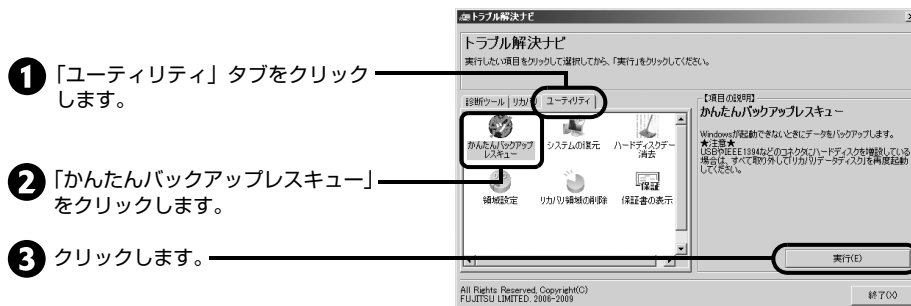 1 「ユーティリティ」タブをクリック
します。
2 「かんたんバックアップレスキュー」
をクリックします。
3 クリックします。
トラブル解決ナビ
トラブル解決ナビ
実行したい項目をクリックして選択してから、「実行」をクリックしてください。
診断ツール リカバリ ユーティリティ
かんたんバックアップ
レスキュー
システムの復元
ハードディスクデータ
消去
領域設定
リカバリ領域の削除
保証書の表示
【項目の説明】
かんたんバックアップレスキュー
Windowsが起動できないときにデータをバックアップします。
★注意★
USBやIEEE1394などのコネクタにハードディスクを増設している
場合は、すべて取り外して「リカバリデータディスク」を再度起動
してください。
実行(E)
All Rights Reserved, Copyright(C)
FUJITSU LIMITED. 2006-2009
終了(X)